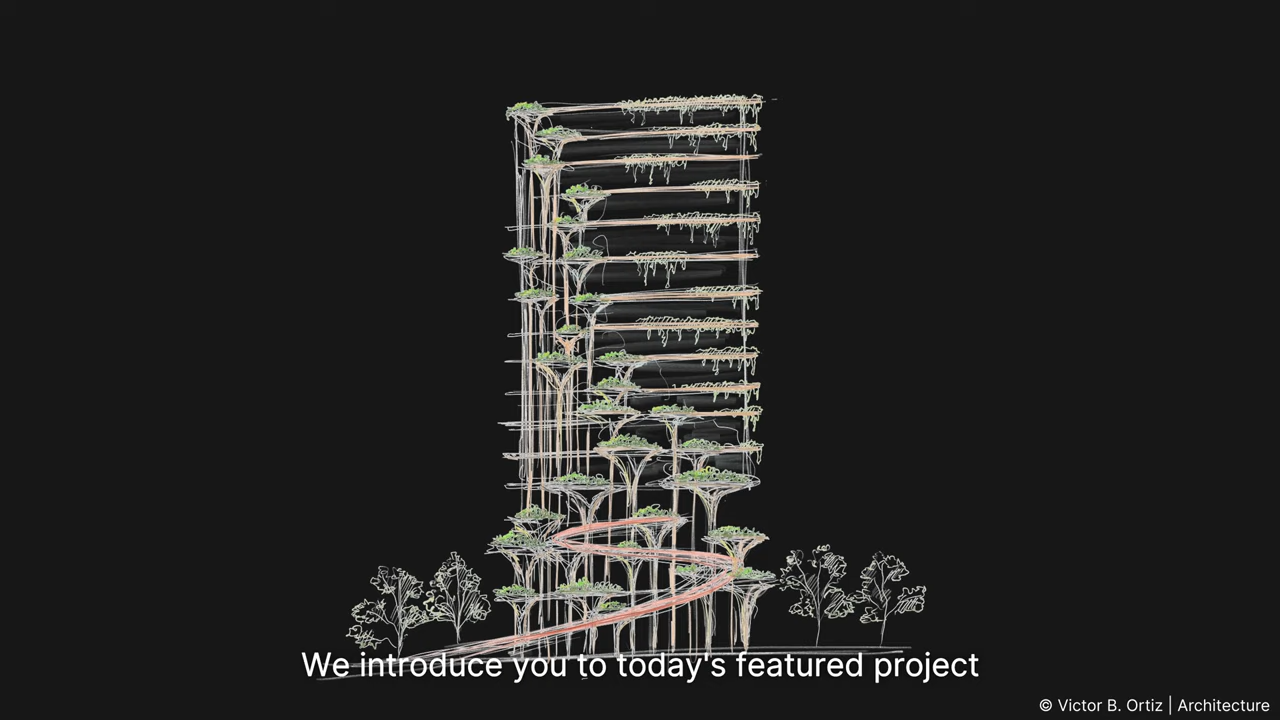 We introduce you to today's featured project
© Victor B. Ortiz | Architecture